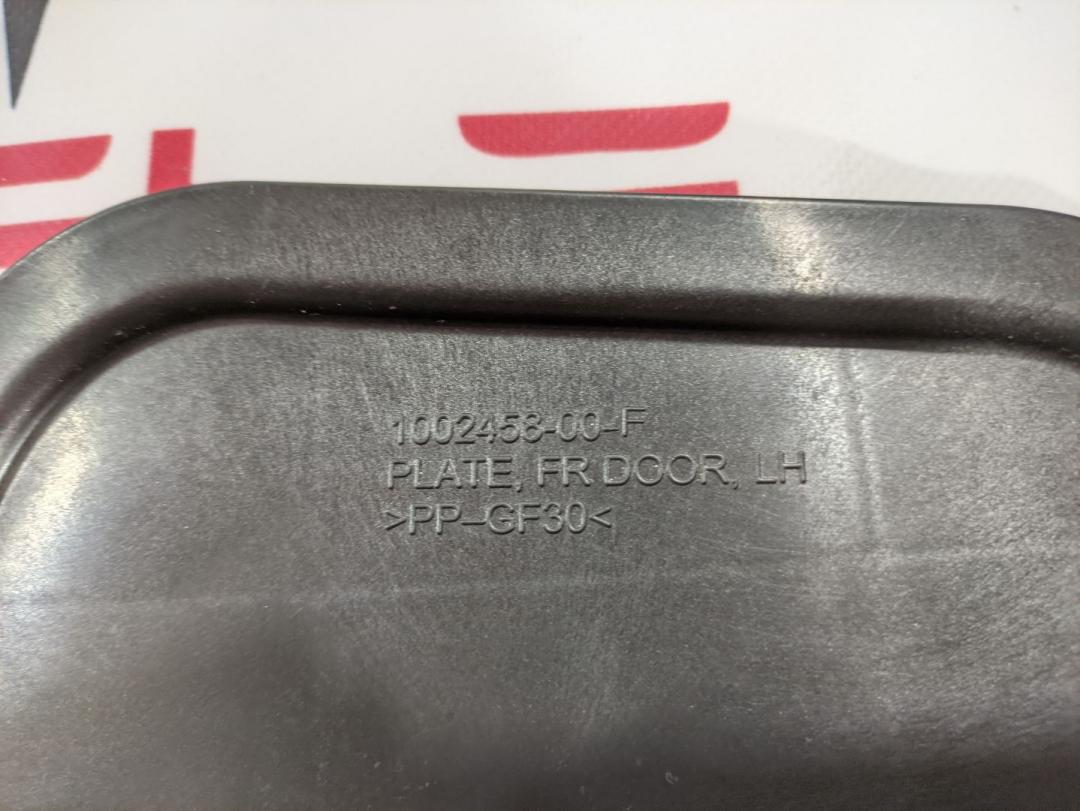 1002458-00-F
PLATE, FR DOOR, LH
>PP-GF30<